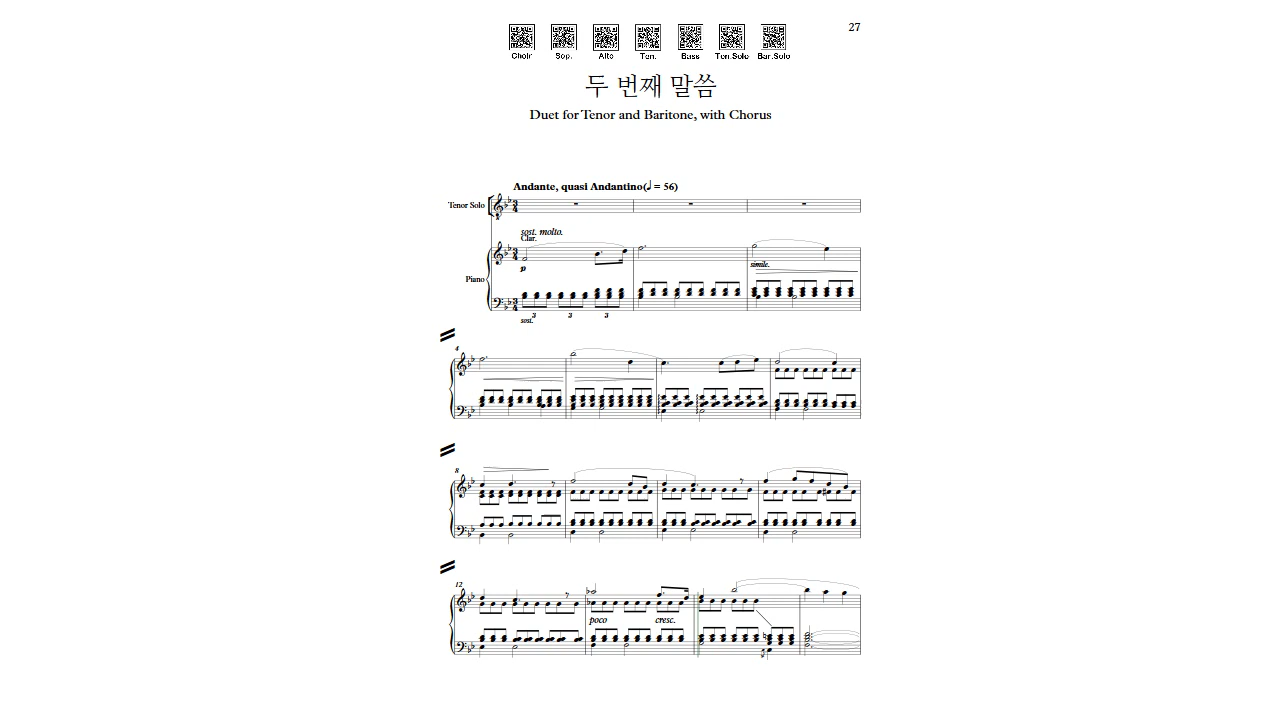 27
Choir Sop. Alto Ten. Bass Ten.Solo Bar.Solo
두 번째 말씀
Duet for Tenor and Baritone, with Chorus
Andante, quasi Andantino(♩ = 56)
Tenor Solo
sost. molto.
Clar.
p
simile.
Piano
3 3 3
sost.
4
8
12
poco cresc.